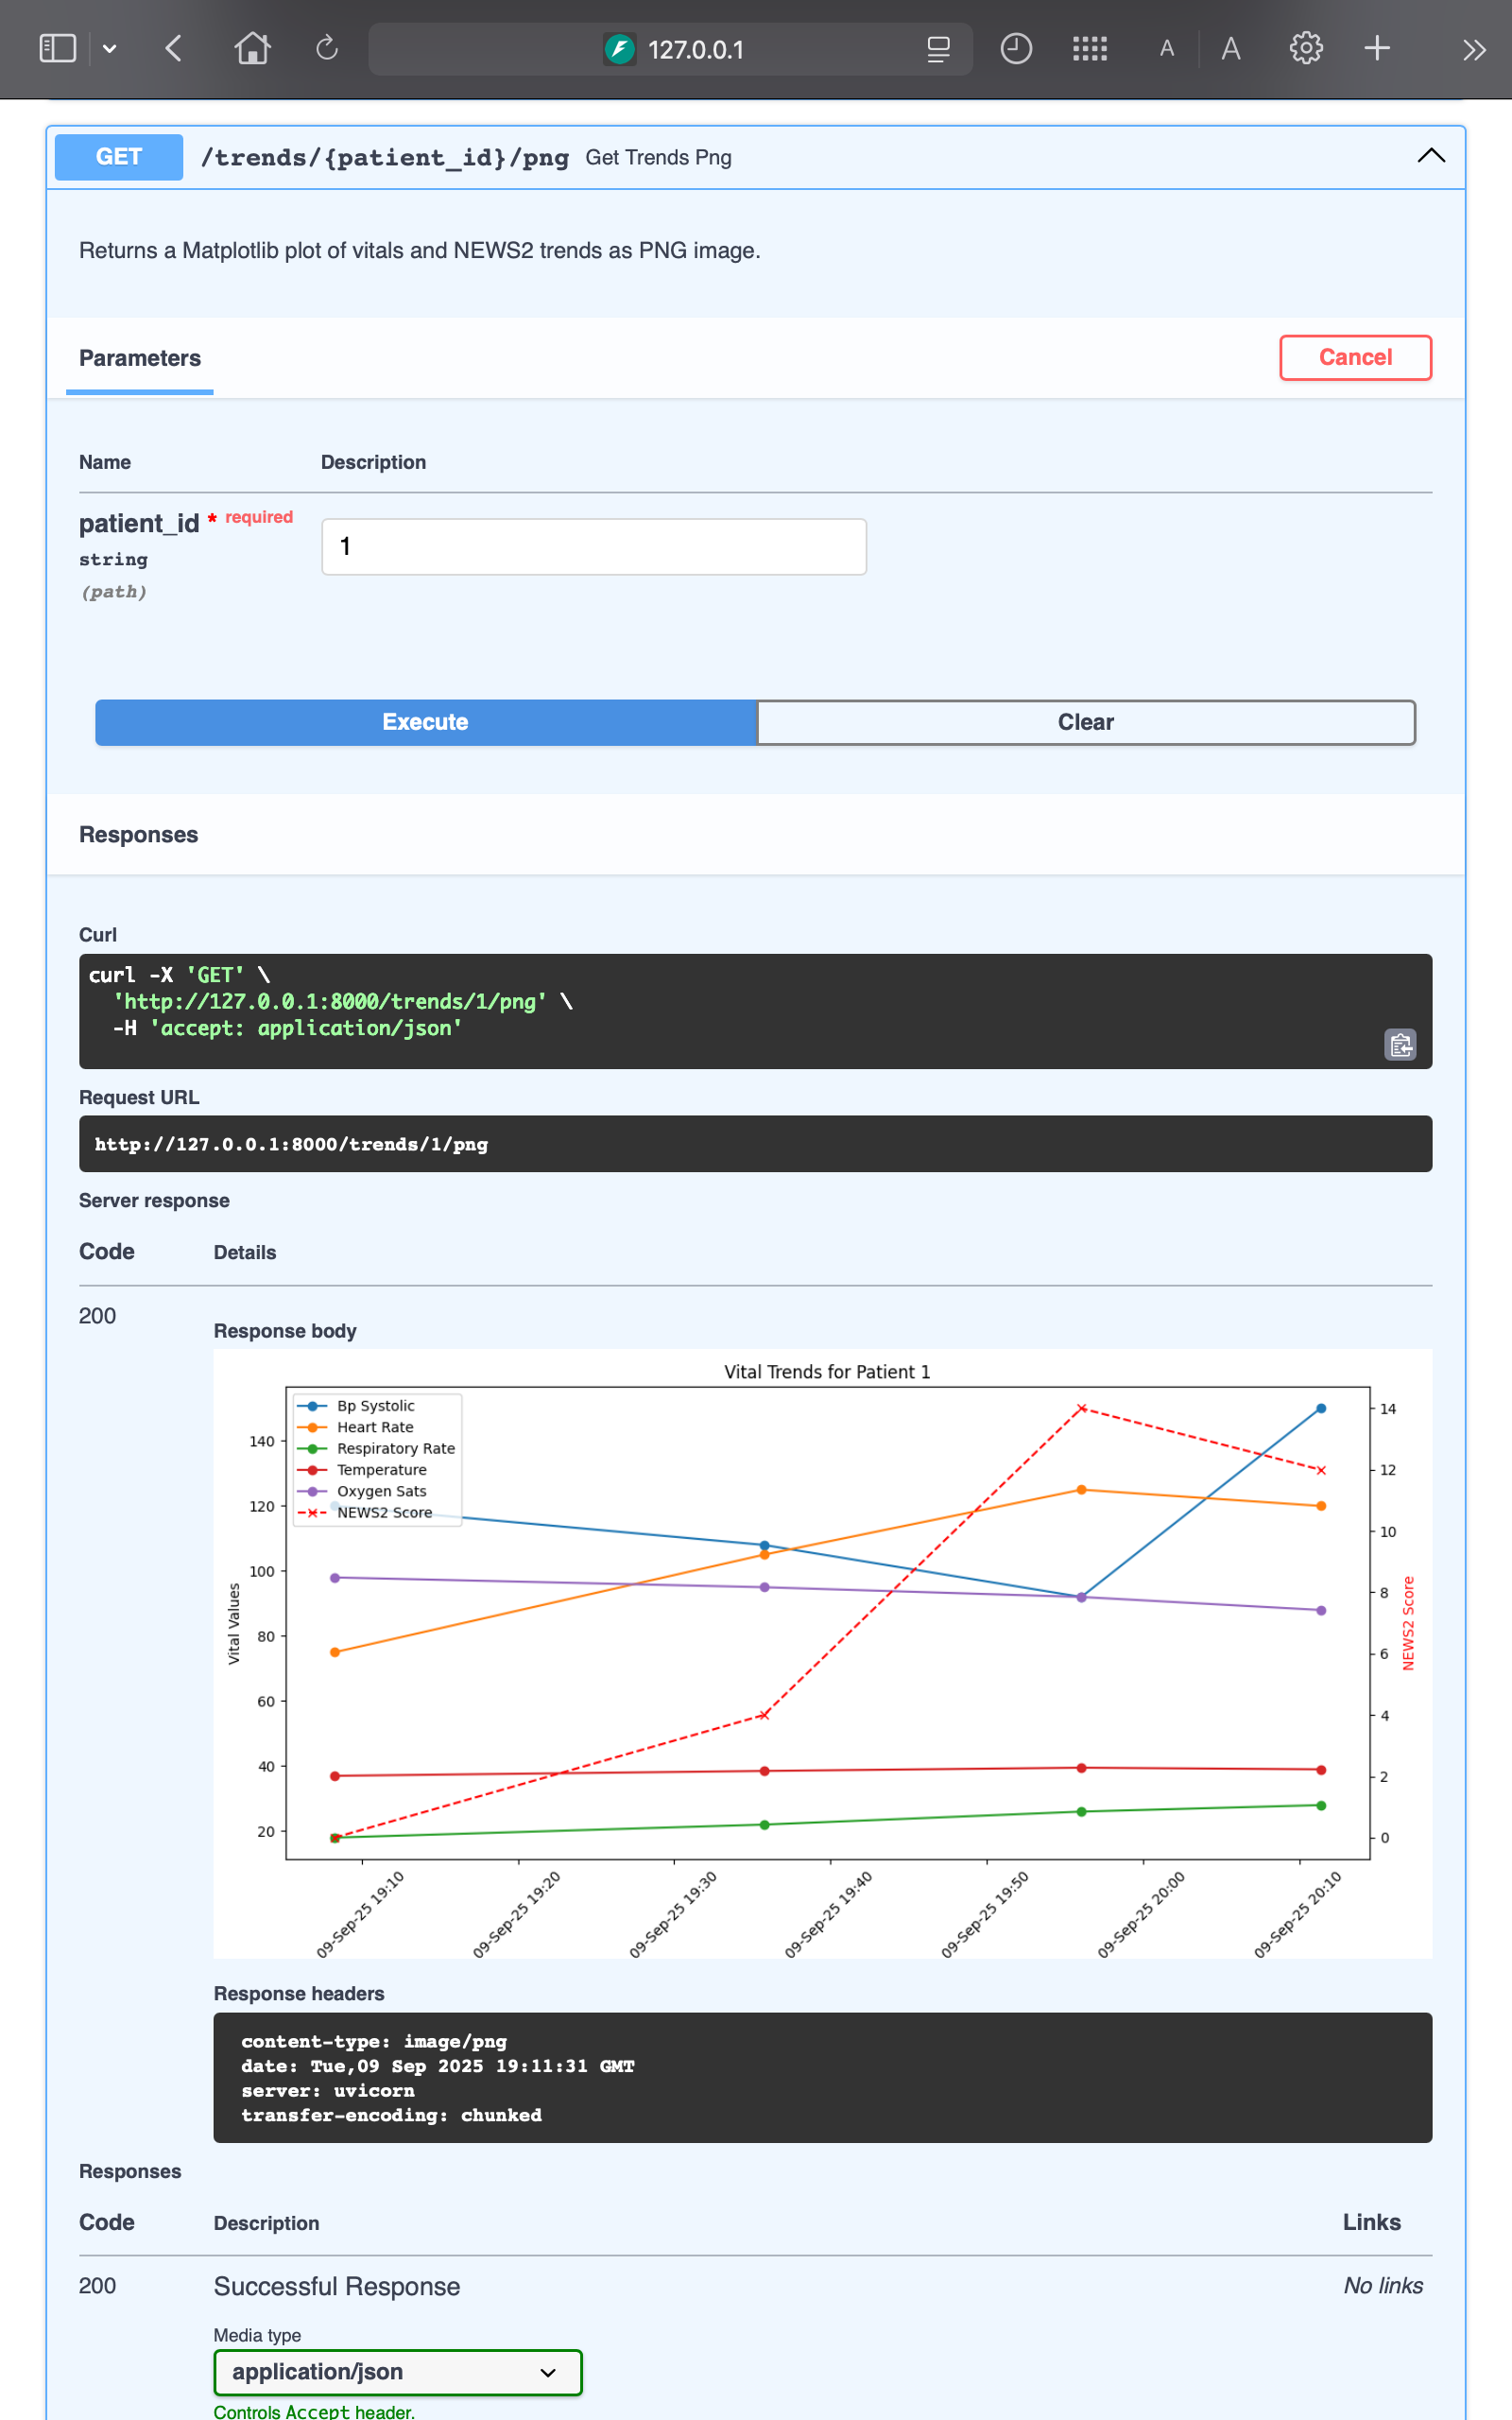 127.0.0.1
A A
GET /trends/{patient_id}/png Get Trends Png
Returns a Matplotlib plot of vitals and NEWS2 trends as PNG image.
Parameters
Cancel
Name Description
patient_id * required
string
(path)
1
Execute
Clear
Responses
Curl
curl -X 'GET' \
'http://127.0.0.1:8000/trends/1/png' \
-H 'accept: application/json'
Request URL
http://127.0.0.1:8000/trends/1/png
Server response
Code Details
200
Response body
Vital Trends for Patient 1
Bp Systolic
Heart Rate
Respiratory Rate
Temperature
Oxygen Sats
NEWS2 Score
140
120
100
80
60
40
20
Vital Values
14
12
10
8
6
4
2
0
NEWS2 Score
09-Sep-25 19:10
09-Sep-25 19:20
09-Sep-25 19:30
09-Sep-25 19:40
09-Sep-25 19:50
09-Sep-25 20:00
09-Sep-25 20:10
Response headers
content-type: image/png
date: Tue,09 Sep 2025 19:11:31 GMT
server: uvicorn
transfer-encoding: chunked
Responses
Code Description Links
200 Successful Response No links
Media type
application/json
Controls Accept header.